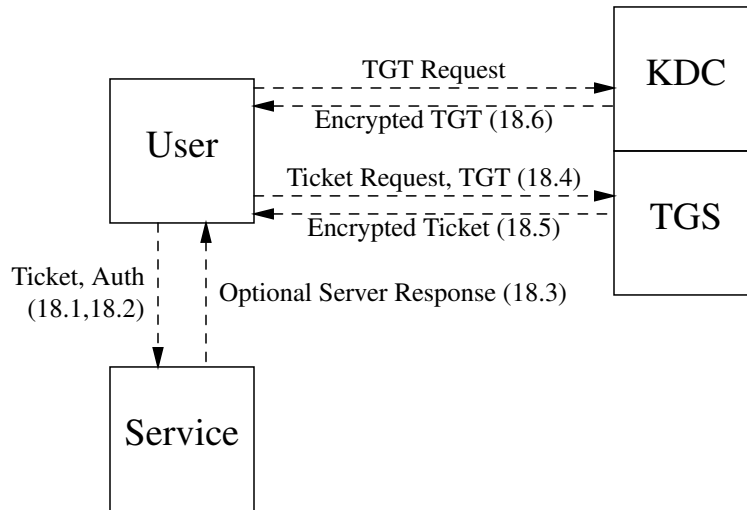 TGT Request
KDC
Encrypted TGT (18.6)
User
Ticket Request, TGT (18.4)
TGS
Encrypted Ticket (18.5)
Ticket, Auth
(18.1,18.2)
Optional Server Response (18.3)
Service